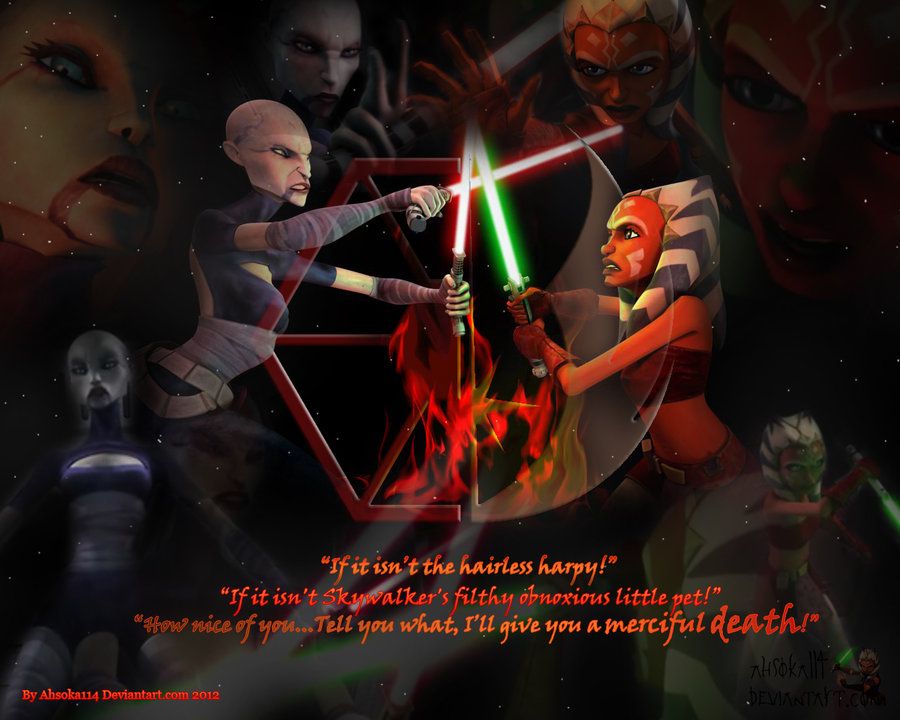 “If it isn't the hairless harpy!”
“If it isn't Skywalker's filthy obnoxious little pet!”
“How nice of you...Tell you what, I'll give you a merciful death!”
By Ahsoka114 Deviantart.com 2012
AHSOKA114
DEVIANTART.COM